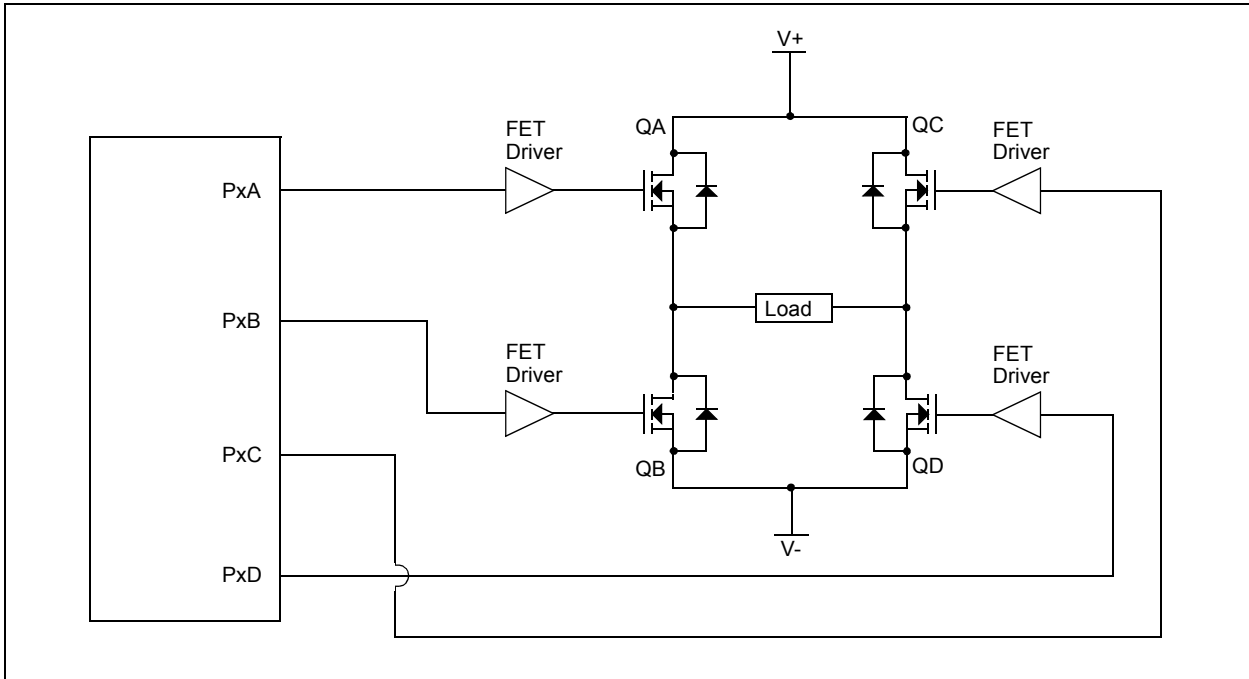 V+
QA
QC
FET
Driver
FET
Driver
PxA
Load
PxB
FET
Driver
FET
Driver
PxC
QB
QD
V-
PxD